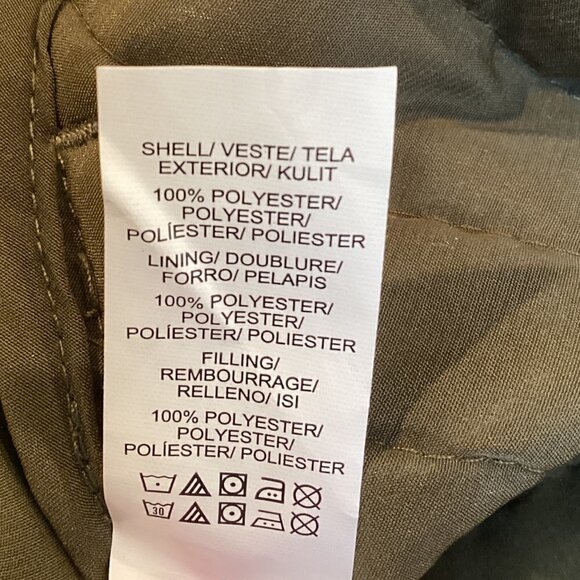 SHELL/ VESTE/ TELA
EXTERIOR/ KULIT
100% POLYESTER/
POLYESTER/
POLÍESTER/ POLIESTER
LINING/ DOUBLURE/
FORRO/ PELAPIS
100% POLYESTER/
POLYESTER/
POLÍESTER/ POLIESTER
FILLING/
REMBOURRAGE/
RELLENO/ ISI
100% POLYESTER/
POLYESTER/
POLÍESTER/ POLIESTER
30